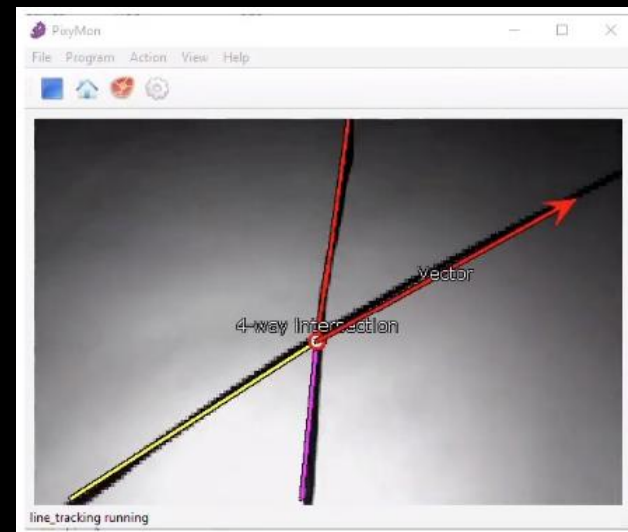 PixyMon
File Program Action View Help
Vector
4-way Intersection
line_tracking running